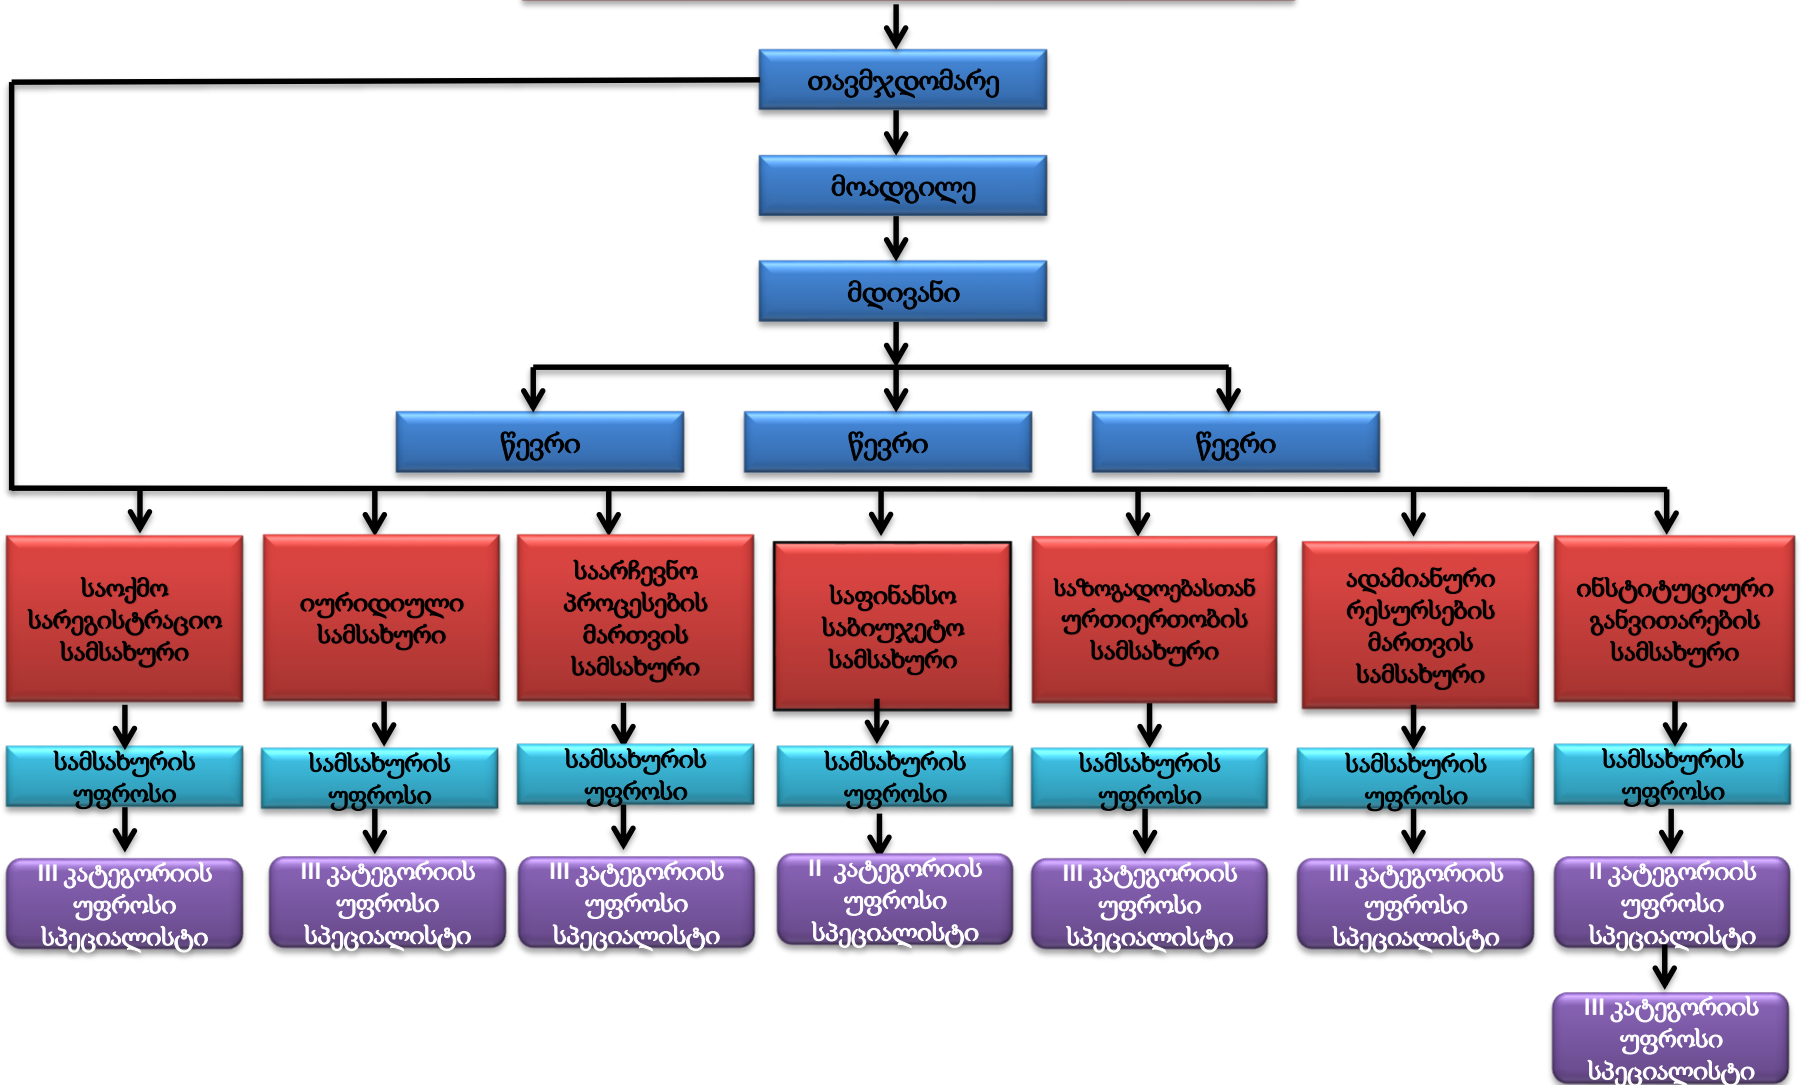 თავმჯდომარე
მოადგილე
მდივანი
წევრი
წევრი
წევრი
საოქმო
სარეგისტრაციო
სამსახური
იურიდიული
სამსახური
საარჩევნო
პროცესების
მართვის
სამსახური
საფინანსო
საბიუჯეტო
სამსახური
საზოგადოებასთან
ურთიერთობის
სამსახური
ადამიანური
რესურსების
მართვის
სამსახური
ინსტიტუციური
განვითარების
სამსახური
სამსახურის
უფროსი
სამსახურის
უფროსი
სამსახურის
უფროსი
სამსახურის
უფროსი
სამსახურის
უფროსი
სამსახურის
უფროსი
სამსახურის
უფროსი
III კატეგორიის
უფროსი
სპეციალისტი
III კატეგორიის
უფროსი
სპეციალისტი
III კატეგორიის
უფროსი
სპეციალისტი
II კატეგორიის
უფროსი
სპეციალისტი
III კატეგორიის
უფროსი
სპეციალისტი
III კატეგორიის
უფროსი
სპეციალისტი
II კატეგორიის
უფროსი
სპეციალისტი
III კატეგორიის
უფროსი
სპეციალისტი